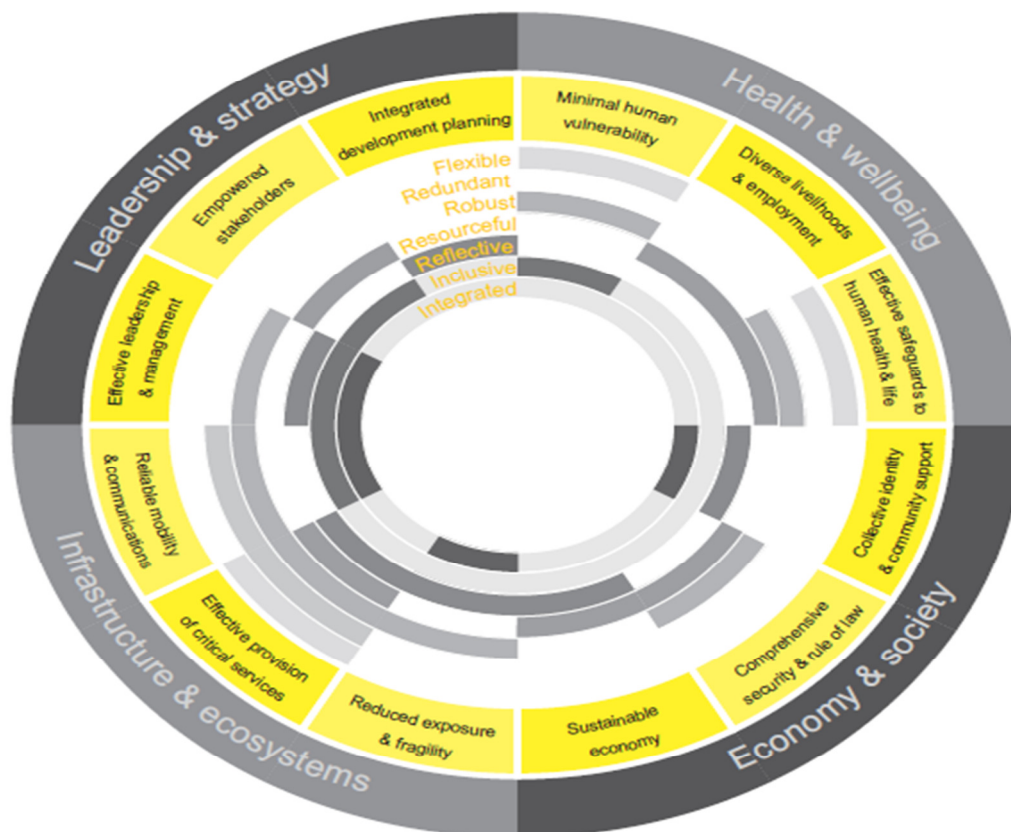 Leadership & strategy
Health & wellbeing
Economy & society
Infrastructure & ecosystems
Integrated
development planning
Minimal human
vulnerability
Diverse livelihoods
& employment
Effective safeguards to
human health & life
Collective identity
& community support
Comprehensive
security & rule of law
Sustainable
economy
Reduced exposure
& fragility
Effective provision
of critical services
Reliable mobility
& communications
Effective leadership
& management
Empowered
stakeholders
Flexible
Redundant
Robust
Resourceful
Reflective
Inclusive
Integrated